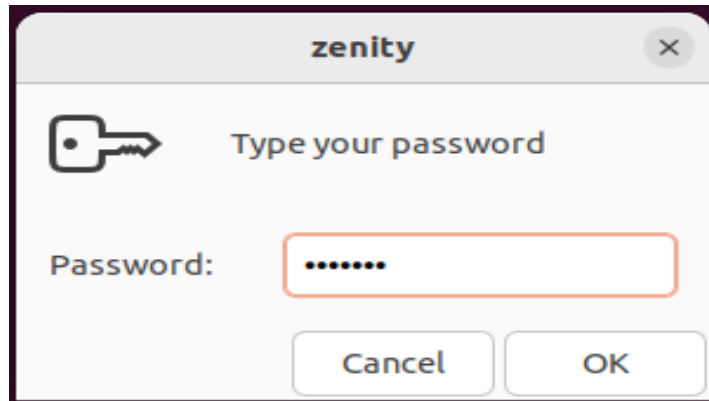 zenity
Type your password
Password: •••••••
Cancel OK